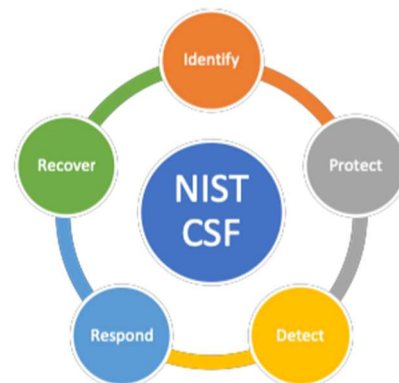 Identify
Protect
Detect
Respond
Recover
NIST
CSF